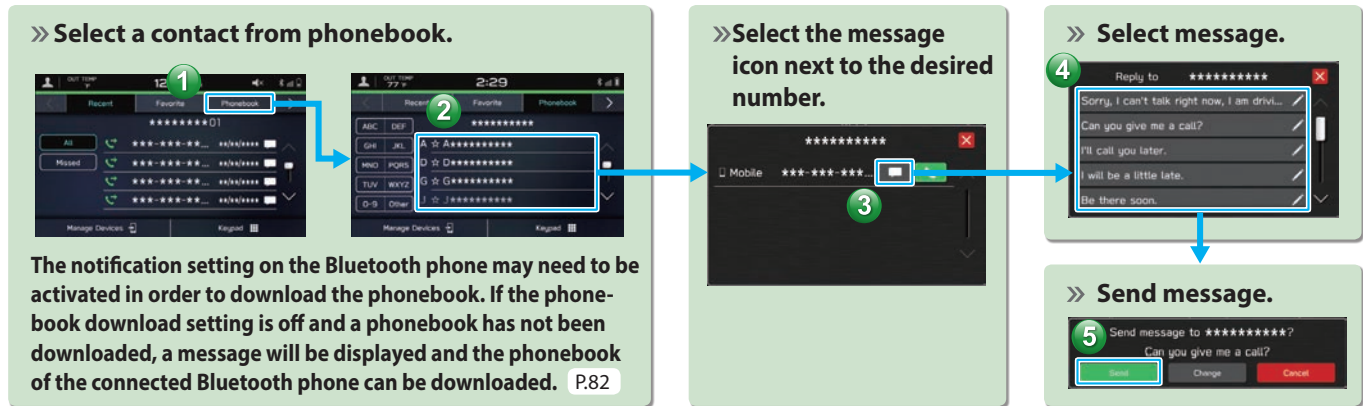 » Select a contact from phonebook.
OUT TEMP
12
1
Recent
Favorite
Phonebook
********01
All
***-***-**... **/**/****
Missed
***-***-**... **/**/****
***-***-**... **/**/****
***-***-**... **/**/****
Manage Devices
Keypad
OUT TEMP
77 °F
2:29
2
Recent
Favorite
Phonebook
**********
ABC DEF
GHI JKL
MNO PQRS
TUV WXYZ
0-9 Other
A ☆ A**********
D ☆ D**********
G ☆ G**********
J ☆ J**********
Manage Devices
Keypad
The notification setting on the Bluetooth phone may need to be
activated in order to download the phonebook. If the phone-
book download setting is off and a phonebook has not been
downloaded, a message will be displayed and the phonebook
of the connected Bluetooth phone can be downloaded. P.82
» Select the message
icon next to the desired
number.
**********
Mobile ***-***-***...
3
» Select message.
4
Reply to **********
Sorry, I can't talk right now, I am drivi...
Can you give me a call?
I'll call you later.
I will be a little late.
Be there soon.
» Send message.
5
Send message to **********?
Can you give me a call?
Send Change Cancel